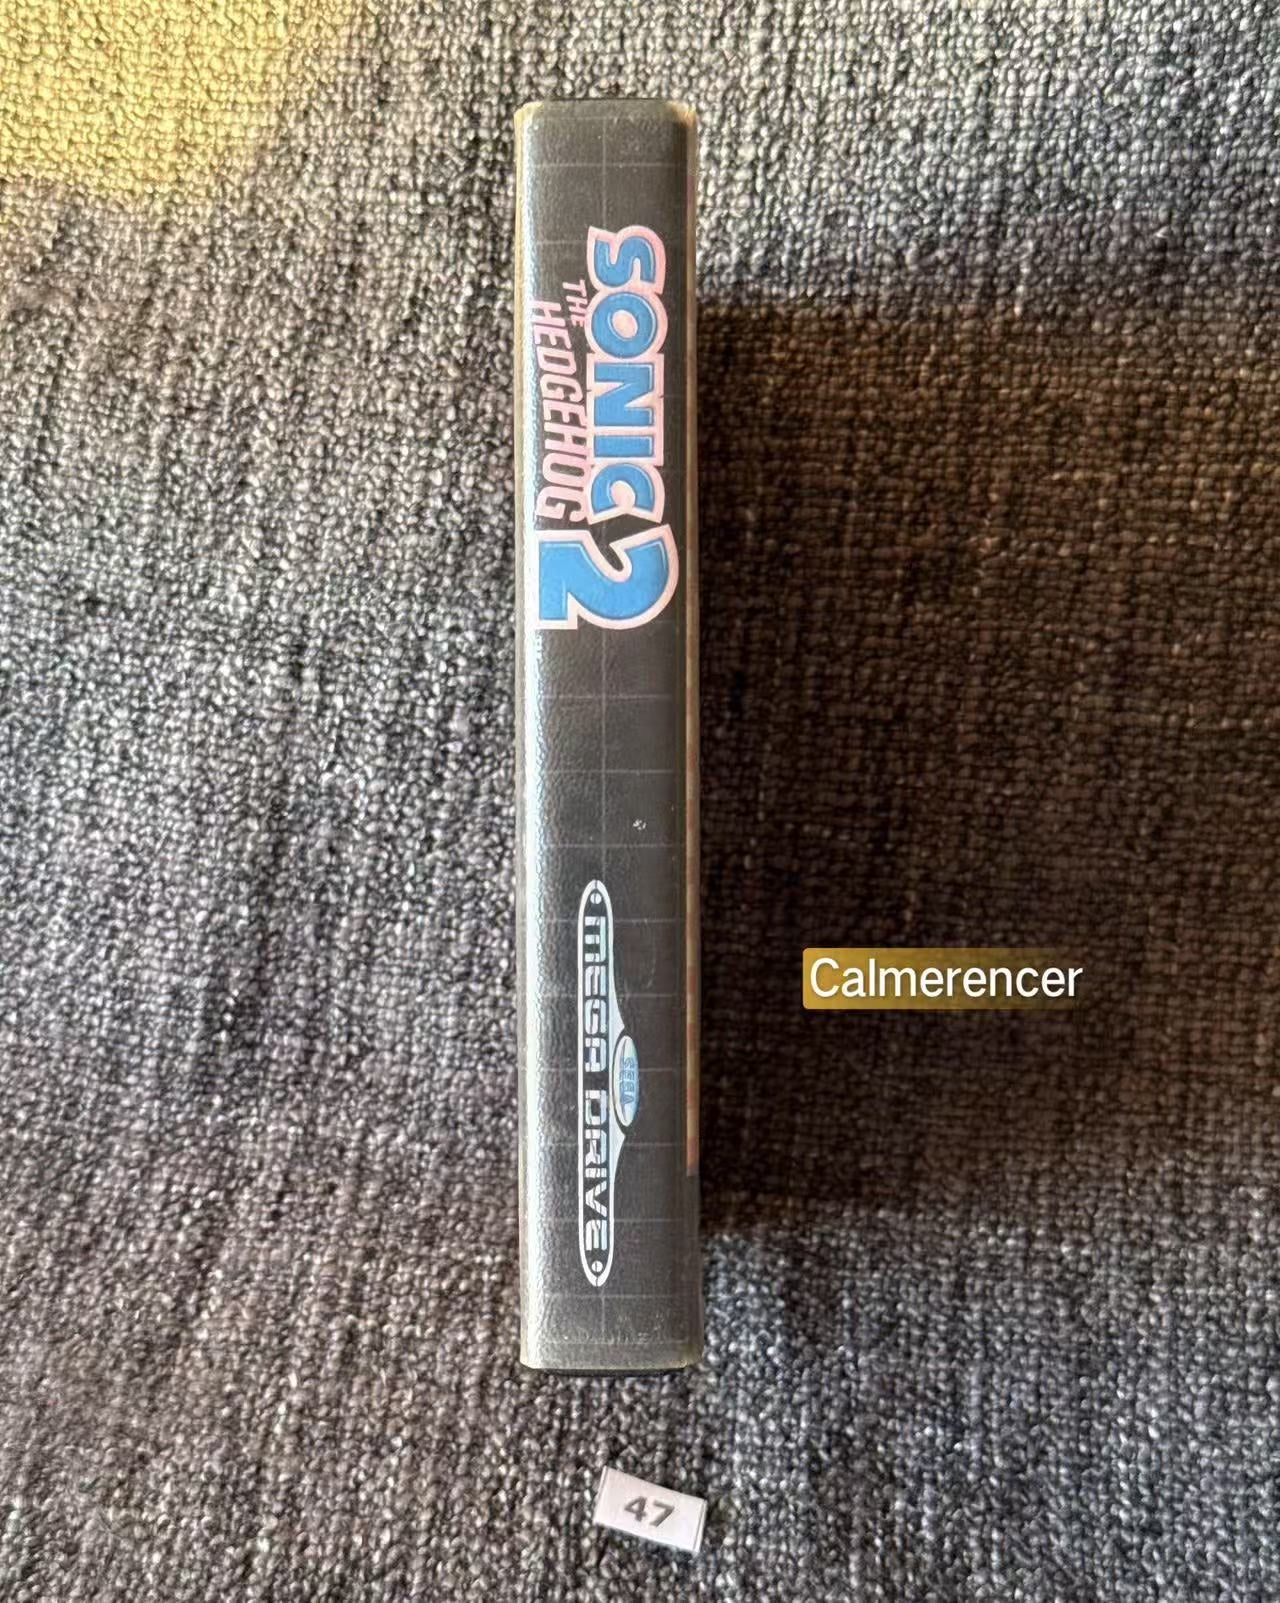 SONIC
THE
HEDGEHOG
2
SEGA
MEGA DRIVE
Calmerencer
47